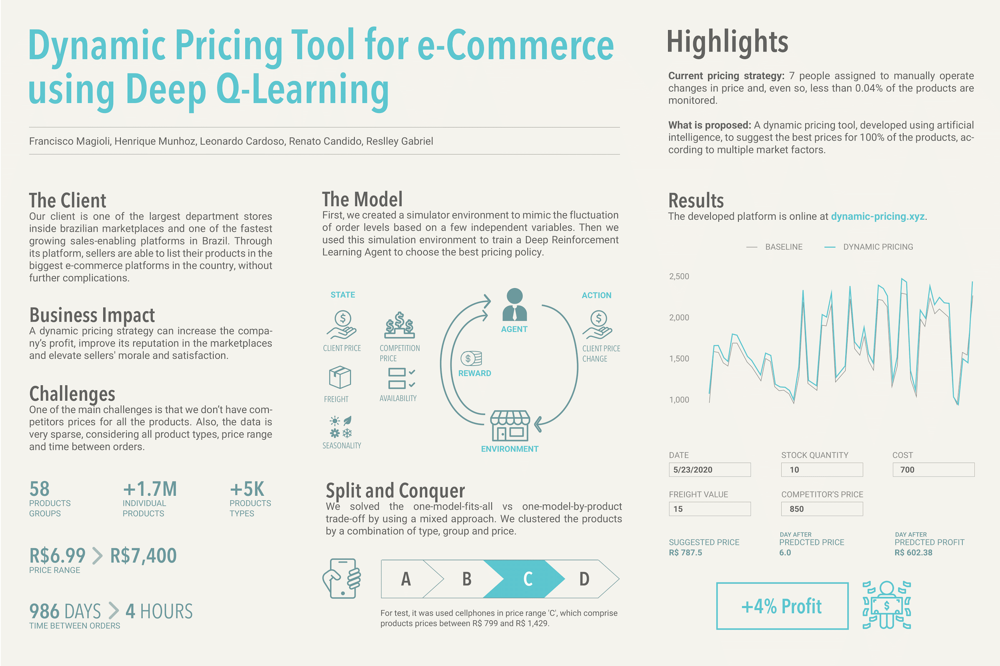 Dynamic Pricing Tool for e-Commerce
using Deep Q-Learning
Francisco Magioli, Henrique Munhoz, Leonardo Cardoso, Renato Candido, Reslley Gabriel
The Client
Our client is one of the largest department stores
inside brazilian marketplaces and one of the fastest
growing sales-enabling platforms in Brazil. Through
its platform, sellers are able to list their products in the
biggest e-commerce platforms in the country, without
further complications.
Business Impact
A dynamic pricing strategy can increase the compa-
ny's profit, improve its reputation in the marketplaces
and elevate sellers' morale and satisfaction.
Challenges
One of the main challenges is that we don't have com-
petitors prices for all the products. Also, the data is
very sparse, considering all product types, price range
and time between orders.
58
PRODUCTS
GROUPS
+1.7M
INDIVIDUAL
PRODUCTS
+5K
PRODUCTS
TYPES
R$6.99 > R$7,400
PRICE RANGE
986 DAYS > 4 HOURS
TIME BETWEEN ORDERS
The Model
First, we created a simulator environment to mimic the fluctuation
of order levels based on a few independent variables. Then we
used this simulation environment to train a Deep Reinforcement
Learning Agent to choose the best pricing policy.
STATE
CLIENT PRICE
COMPETITION
PRICE
FREIGHT
AVAILABILITY
SEASONALITY
AGENT
REWARD
ENVIRONMENT
ACTION
CLIENT PRICE
CHANGE
Split and Conquer
We solved the one-model-fits-all vs one-model-by-product
trade-off by using a mixed approach. We clustered the products
by a combination of type, group and price.
A B C D
For test, it was used cellphones in price range 'C', which comprise
products prices between R$ 799 and R$ 1,429.
Highlights
Current pricing strategy: 7 people assigned to manually operate
changes in price and, even so, less than 0.04% of the products are
monitored.
What is proposed: A dynamic pricing tool, developed using artificial
intelligence, to suggest the best prices for 100% of the products, ac-
cording to multiple market factors.
Results
The developed platform is online at dynamic-pricing.xyz.
BASELINE DYNAMIC PRICING
2,500
2,000
1,500
1,000
DATE
5/23/2020
STOCK QUANTITY
10
COST
700
FREIGHT VALUE
15
COMPETITOR'S PRICE
850
SUGGESTED PRICE
R$ 787.5
DAY AFTER
PREDCTED PRICE
6.0
DAY AFTER
PREDCTED PROFIT
R$ 602.38
+4% Profit